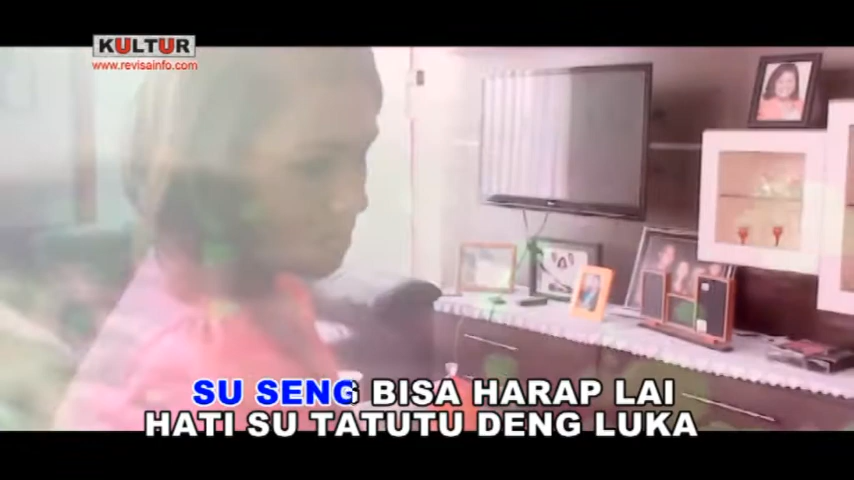 KULTUR
www.revisainfo.com
SU SENG BISA HARAP LAI
HATI SU TATUTU DENG LUKA